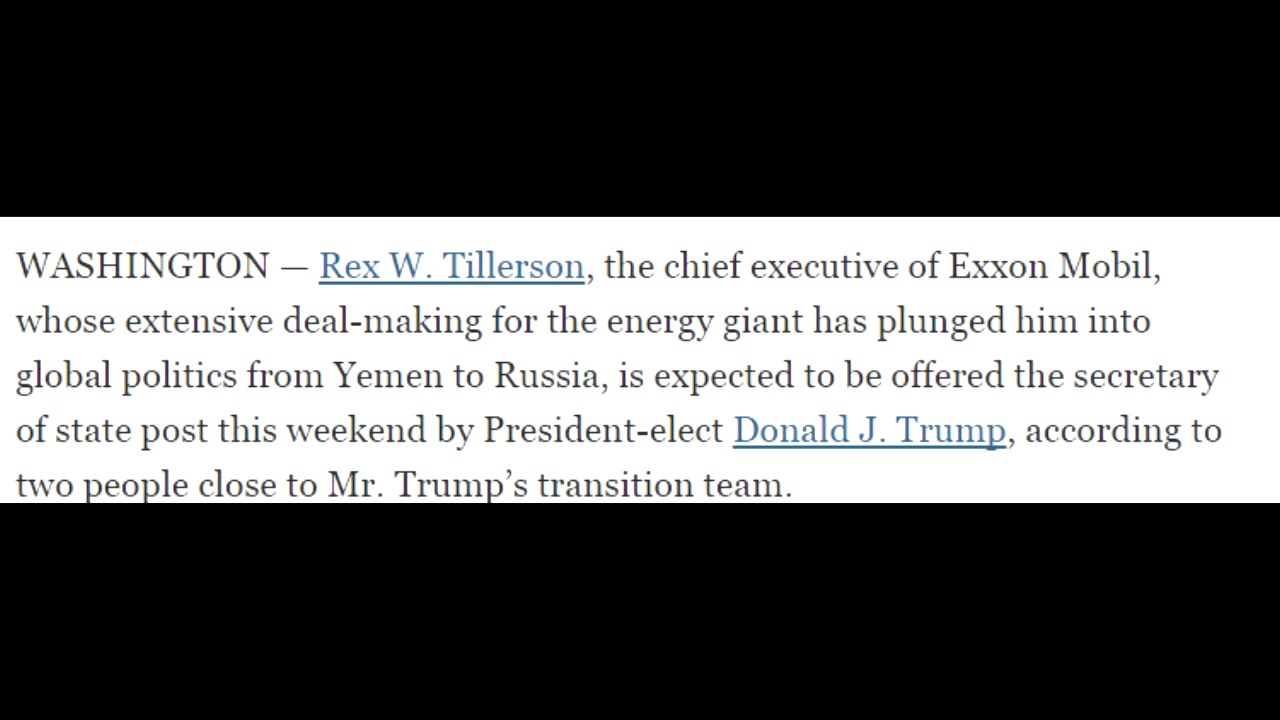 WASHINGTON — Rex W. Tillerson, the chief executive of Exxon Mobil,
whose extensive deal-making for the energy giant has plunged him into
global politics from Yemen to Russia, is expected to be offered the secretary
of state post this weekend by President-elect Donald J. Trump, according to
two people close to Mr. Trump’s transition team.